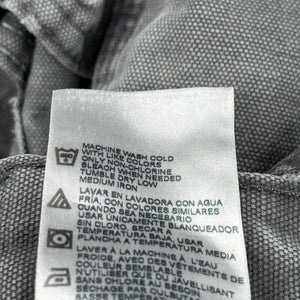 MACHINE WASH COLD
WITH LIKE COLORS
ONLY NON-CHLORINE
BLEACH WHEN NEEDED
TUMBLE DRY LOW
MEDIUM IRON
LAVAR EN LAVADORA CON AGUA
FRÍA, CON COLORES SIMILARES
CUANDO SEA NECESARIO
USAR ÚNICAMENTE BLANQUEADOR
SIN CLORO, SECAR, USAR
TEMPERATURA BAJA
PLANCHA A TEMPERATURA MEDIA
LAVER À LA MACHINE À L'EAU
FROIDE, AVEC DES VÊTEMENTS DE